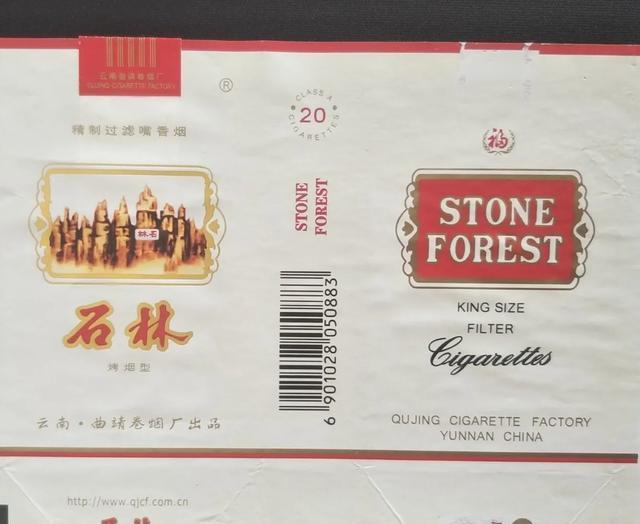 云南曲靖卷烟厂
QUJING CIGARETTE FACTORY
®
精制过滤嘴香烟
石林
石林
烤烟型
云南·曲靖卷烟厂出品
http://www.qjcf.com.cn
CLASS A
20
CIGARETTES
STONE
FOREST
6 901028 050883
福
STONE
FOREST
KING SIZE
FILTER
Cigarettes
QUJING CIGARETTE FACTORY
YUNNAN CHINA